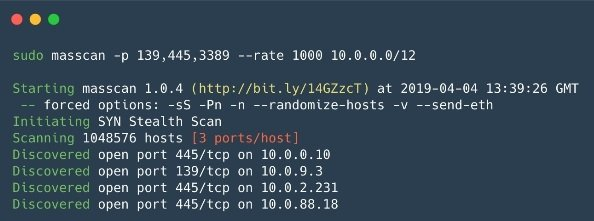 sudo masscan -p 139,445,3389 --rate 1000 10.0.0.0/12
Starting masscan 1.0.4 (http://bit.ly/14GZzcT) at 2019-04-04 13:39:26 GMT
-- forced options: -sS -Pn -n --randomize-hosts -v --send-eth
Initiating SYN Stealth Scan
Scanning 1048576 hosts [3 ports/host]
Discovered open port 445/tcp on 10.0.0.10
Discovered open port 139/tcp on 10.0.9.3
Discovered open port 445/tcp on 10.0.2.231
Discovered open port 445/tcp on 10.0.88.18